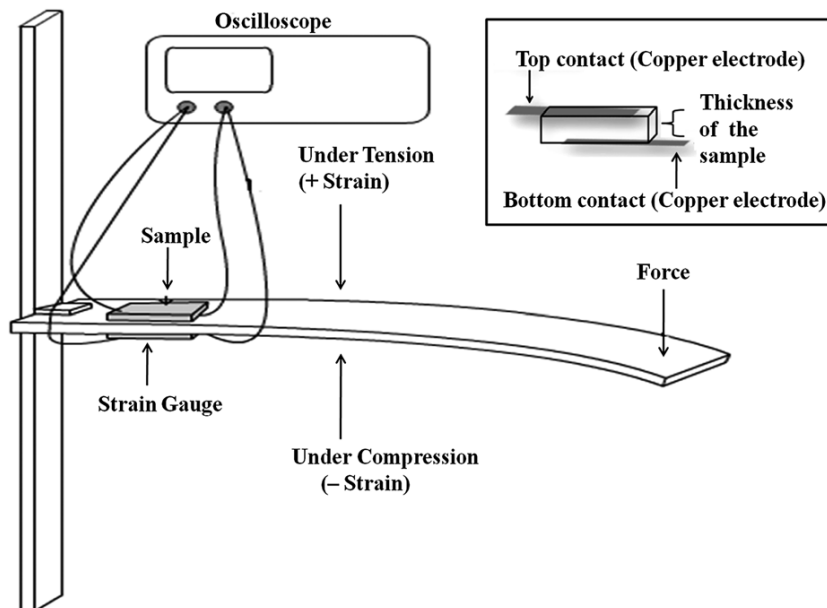 Oscilloscope
Top contact (Copper electrode)
Thickness
of the
sample
Bottom contact (Copper electrode)
Under Tension
(+ Strain)
Sample
Force
Strain Gauge
Under Compression
(– Strain)